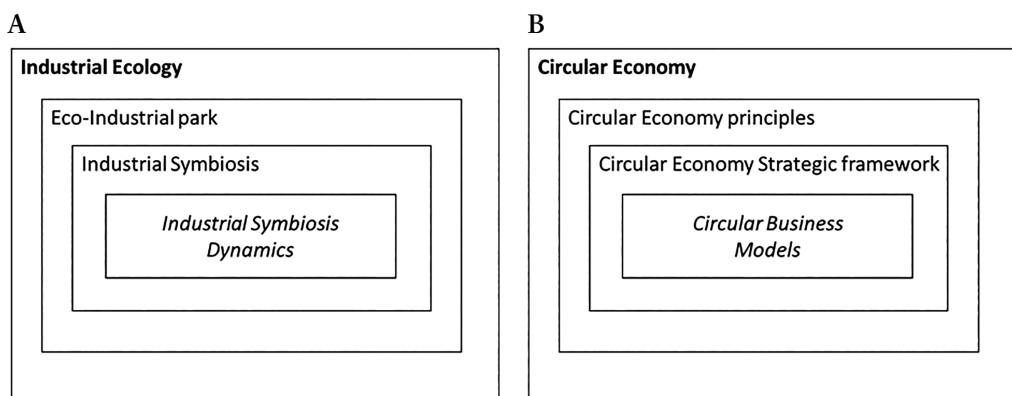 A
Industrial Ecology
Eco-Industrial park
Industrial Symbiosis
Industrial Symbiosis
Dynamics
B
Circular Economy
Circular Economy principles
Circular Economy Strategic framework
Circular Business
Models